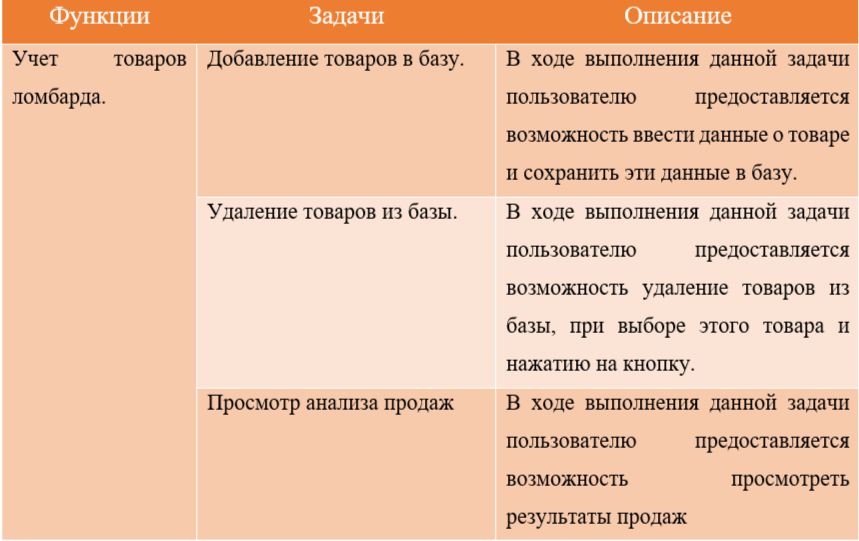 Функции Задачи Описание
Учет товаров
ломбарда.
Добавление товаров в базу.
В ходе выполнения данной задачи
пользователю предоставляется
возможность ввести данные о товаре
и сохранить эти данные в базу.
Удаление товаров из базы.
В ходе выполнения данной задачи
пользователю предоставляется
возможность удаление товаров из
базы, при выборе этого товара и
нажатию на кнопку.
Просмотр анализа продаж
В ходе выполнения данной задачи
пользователю предоставляется
возможность просмотреть
результаты продаж